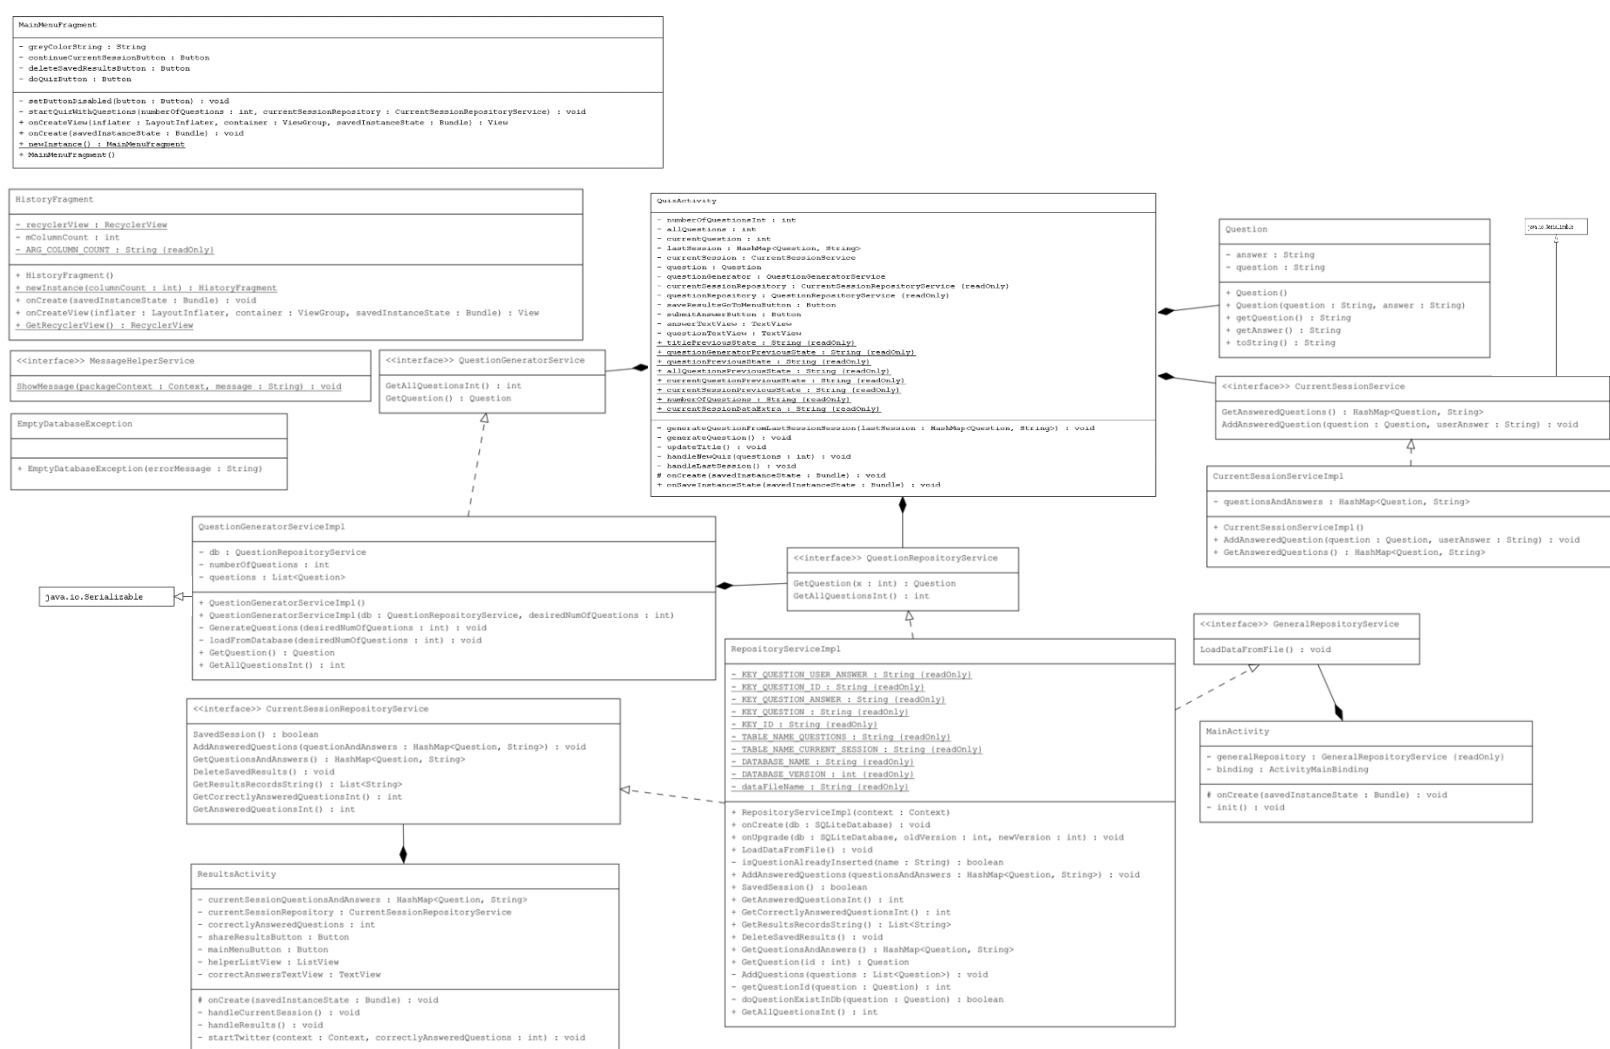 MainMenuFragment
- greyColorString : String
- continueCurrentSessionButton : Button
- deleteSavedResultsButton : Button
- doQuizButton : Button
- setButtonDisabled(button : Button) : void
- startQuizWithQuestions(numberOfQuestions : int, currentSessionRepository : CurrentSessionRepositoryService) : void
+ onCreateView(inflater : LayoutInflater, container : ViewGroup, savedInstanceState : Bundle) : View
+ onCreate(savedInstanceState : Bundle) : void
+ newInstance() : MainMenuFragment
+ MainMenuFragment()
HistoryFragment
- recyclerView : RecyclerView
- mColumnCount : int
- ARG_COLUMN_COUNT : String {readOnly}
+ HistoryFragment()
+ newInstance(columnCount : int) : HistoryFragment
+ onCreate(savedInstanceState : Bundle) : void
+ onCreateView(inflater : LayoutInflater, container : ViewGroup, savedInstanceState : Bundle) : View
+ GetRecyclerView() : RecyclerView
QuizActivity
- numberOfQuestionsInt : int
- allQuestions : int
- currentQuestion : int
- lastSession : HashMap<Question, String>
- currentSession : CurrentSessionService
- question : Question
- questionGenerator : QuestionGeneratorService
- currentSessionRepository : CurrentSessionRepositoryService {readOnly}
- questionRepository : QuestionRepositoryService {readOnly}
- saveResultsGoToMenuButton : Button
- submitAnswerButton : Button
- answerTextView : TextView
- questionTextView : TextView
+ titlePreviousState : String {readOnly}
+ questionGeneratorPreviousState : String {readOnly}
+ questionPreviousState : String {readOnly}
+ allQuestionsPreviousState : String {readOnly}
+ currentQuestionPreviousState : String {readOnly}
+ currentSessionPreviousState : String {readOnly}
+ numberOfQuestions : String {readOnly}
+ currentSessionDataExtra : String {readOnly}
- generateQuestionFromLastSessionSession(lastSession : HashMap<Question, String>) : void
- generateQuestion() : void
- updateTitle() : void
- handleNewQuiz(questions : int) : void
- handleLastSession() : void
# onCreate(savedInstanceState : Bundle) : void
+ onSaveInstanceState(savedInstanceState : Bundle) : void
Question
- answer : String
- question : String
+ Question()
+ Question(question : String, answer : String)
+ getQuestion() : String
+ getAnswer() : String
+ toString() : String
java.io.Serializable
<<interface>> MessageHelperService
ShowMessage(packageContext : Context, message : String) : void
<<interface>> QuestionGeneratorService
GetAllQuestionsInt() : int
GetQuestion() : Question
<<interface>> CurrentSessionService
GetAnsweredQuestions() : HashMap<Question, String>
AddAnsweredQuestion(question : Question, userAnswer : String) : void
EmptyDatabaseException
+ EmptyDatabaseException(errorMessage : String)
CurrentSessionServiceImpl
- questionsAndAnswers : HashMap<Question, String>
+ CurrentSessionServiceImpl()
+ AddAnsweredQuestion(question : Question, userAnswer : String) : void
+ GetAnsweredQuestions() : HashMap<Question, String>
QuestionGeneratorServiceImpl
- db : QuestionRepositoryService
- numberOfQuestions : int
- questions : List<Question>
+ QuestionGeneratorServiceImpl()
+ QuestionGeneratorServiceImpl(db : QuestionRepositoryService, desiredNumOfQuestions : int)
- GenerateQuestions(desiredNumOfQuestions : int) : void
- loadFromDatabase(desiredNumOfQuestions : int) : void
+ GetQuestion() : Question
+ GetAllQuestionsInt() : int
java.io.Serializable
<<interface>> QuestionRepositoryService
GetQuestion(x : int) : Question
GetAllQuestionsInt() : int
<<interface>> GeneralRepositoryService
LoadDataFromFile() : void
RepositoryServiceImpl
- KEY_QUESTION_USER_ANSWER : String {readOnly}
- KEY_QUESTION_ID : String {readOnly}
- KEY_QUESTION_ANSWER : String {readOnly}
- KEY_QUESTION : String {readOnly}
- KEY_ID : String {readOnly}
- TABLE_NAME_QUESTIONS : String {readOnly}
- TABLE_NAME_CURRENT_SESSION : String {readOnly}
- DATABASE_NAME : String {readOnly}
- DATABASE_VERSION : int {readOnly}
- dataFileName : String {readOnly}
+ RepositoryServiceImpl(context : Context)
+ onCreate(db : SQLiteDatabase) : void
+ onUpgrade(db : SQLiteDatabase, oldVersion : int, newVersion : int) : void
+ LoadDataFromFile() : void
- isQuestionAlreadyInserted(name : String) : boolean
+ AddAnsweredQuestions(questionsAndAnswers : HashMap<Question, String>) : void
+ SavedSession() : boolean
+ GetAnsweredQuestionsInt() : int
+ GetCorrectlyAnsweredQuestionsInt() : int
+ GetResultsRecordsString() : List<String>
+ DeleteSavedResults() : void
+ GetQuestionsAndAnswers() : HashMap<Question, String>
+ GetQuestion(id : int) : Question
- AddQuestions(questions : List<Question>) : void
- getQuestionId(question : Question) : int
- doQuestionExistInDb(question : Question) : boolean
+ GetAllQuestionsInt() : int
<<interface>> CurrentSessionRepositoryService
SavedSession() : boolean
AddAnsweredQuestions(questionAndAnswers : HashMap<Question, String>) : void
GetQuestionsAndAnswers() : HashMap<Question, String>
DeleteSavedResults() : void
GetResultsRecordsString() : List<String>
GetCorrectlyAnsweredQuestionsInt() : int
GetAnsweredQuestionsInt() : int
MainActivity
- generalRepository : GeneralRepositoryService {readOnly}
- binding : ActivityMainBinding
# onCreate(savedInstanceState : Bundle) : void
- init() : void
ResultsActivity
- currentSessionQuestionsAndAnswers : HashMap<Question, String>
- currentSessionRepository : CurrentSessionRepositoryService
- correctlyAnsweredQuestions : int
- shareResultsButton : Button
- mainMenuButton : Button
- helperListView : ListView
- correctAnswersTextView : TextView
# onCreate(savedInstanceState : Bundle) : void
- handleCurrentSession() : void
- handleResults() : void
- startTwitter(context : Context, correctlyAnsweredQuestions : int) : void